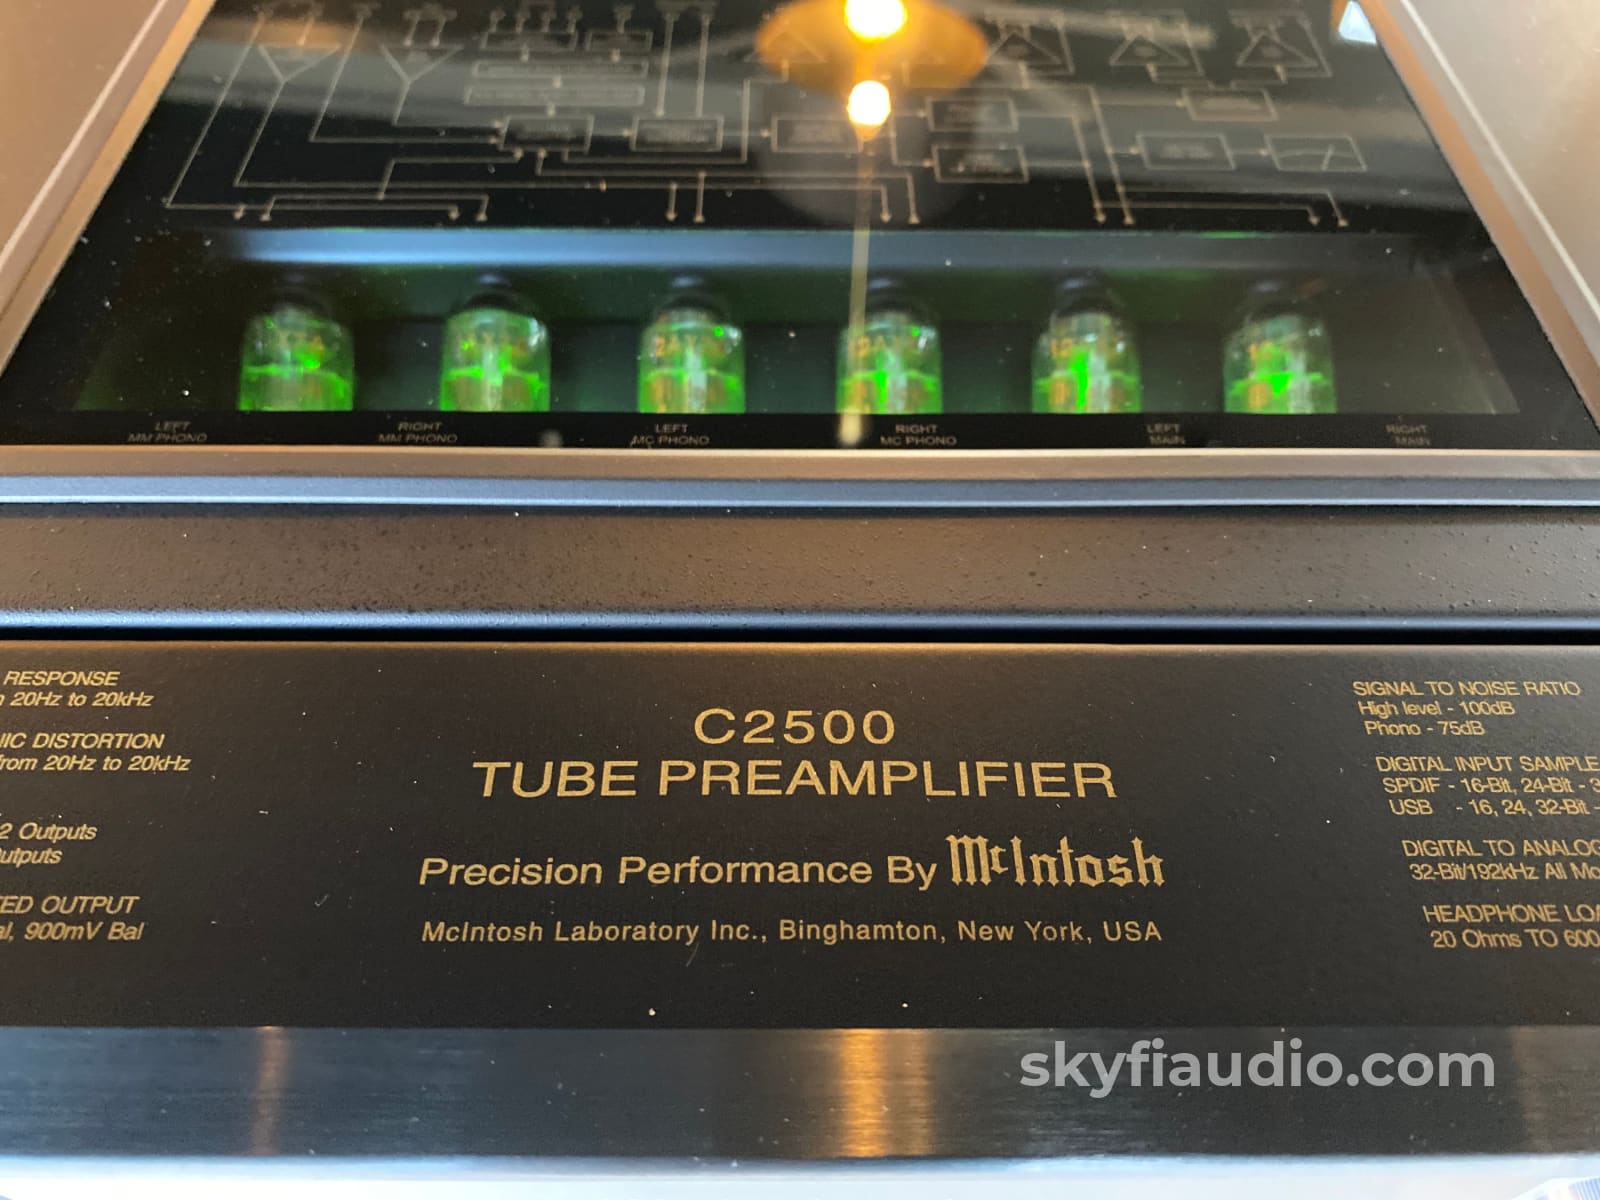 LEFT
MM PHONO
RIGHT
MM PHONO
LEFT
MC PHONO
RIGHT
MC PHONO
LEFT
MAIN
RIGHT
MAIN
RESPONSE
20Hz to 20kHz
IC DISTORTION
from 20Hz to 20kHz
2 Outputs
utputs
ED OUTPUT
al, 900mV Bal
C2500
TUBE PREAMPLIFIER
Precision Performance By McIntosh
McIntosh Laboratory Inc., Binghamton, New York, USA
SIGNAL TO NOISE RATIO
High level - 100dB
Phono - 75dB
DIGITAL INPUT SAMPLE
SPDIF - 16-Bit, 24-Bit - 3
USB - 16, 24, 32-Bit -
DIGITAL TO ANALOG
32-Bit/192kHz All Mo
HEADPHONE LOA
20 Ohms TO 600
skyfiaudio.com